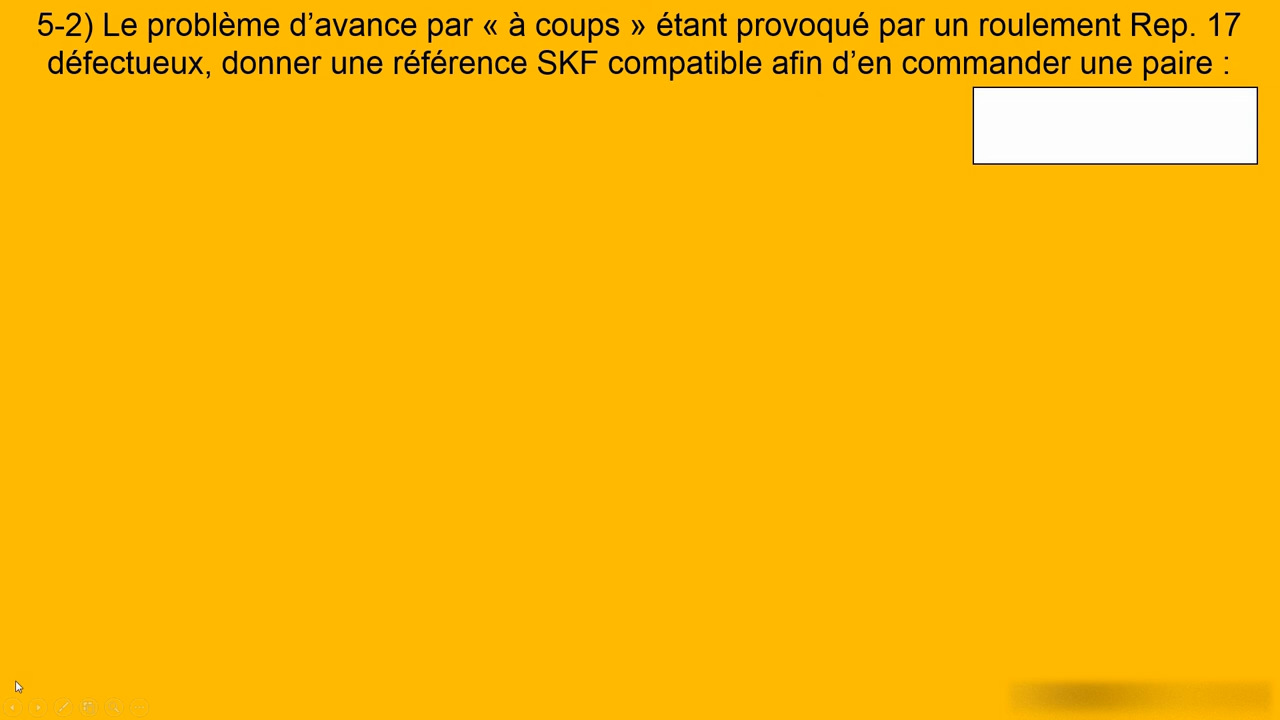 5-2) Le problème d’avance par « à coups » étant provoqué par un roulement Rep. 17
défectueux, donner une référence SKF compatible afin d’en commander une paire :